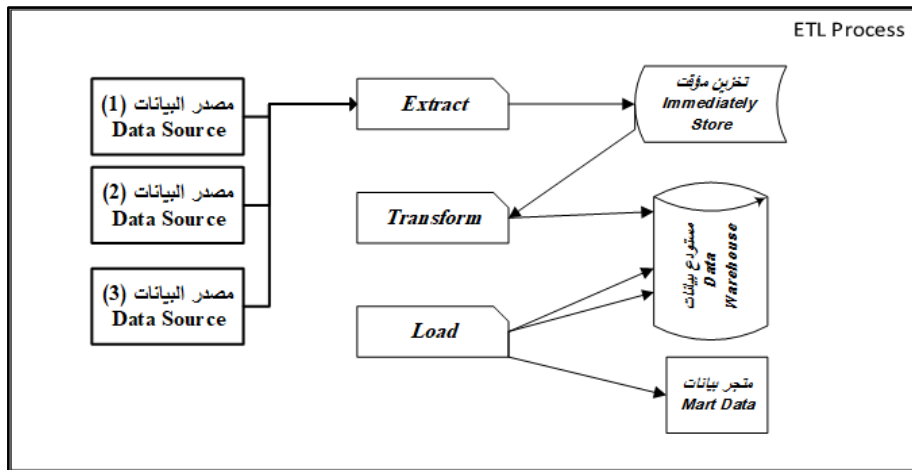 ETL Process
مصدر البيانات (1)
Data Source
مصدر البيانات (2)
Data Source
مصدر البيانات (3)
Data Source
Extract
تخزين مؤقت
Immediately
Store
Transform
مستودع بيانات
Data
Warehouse
Load
متجر بيانات
Mart Data